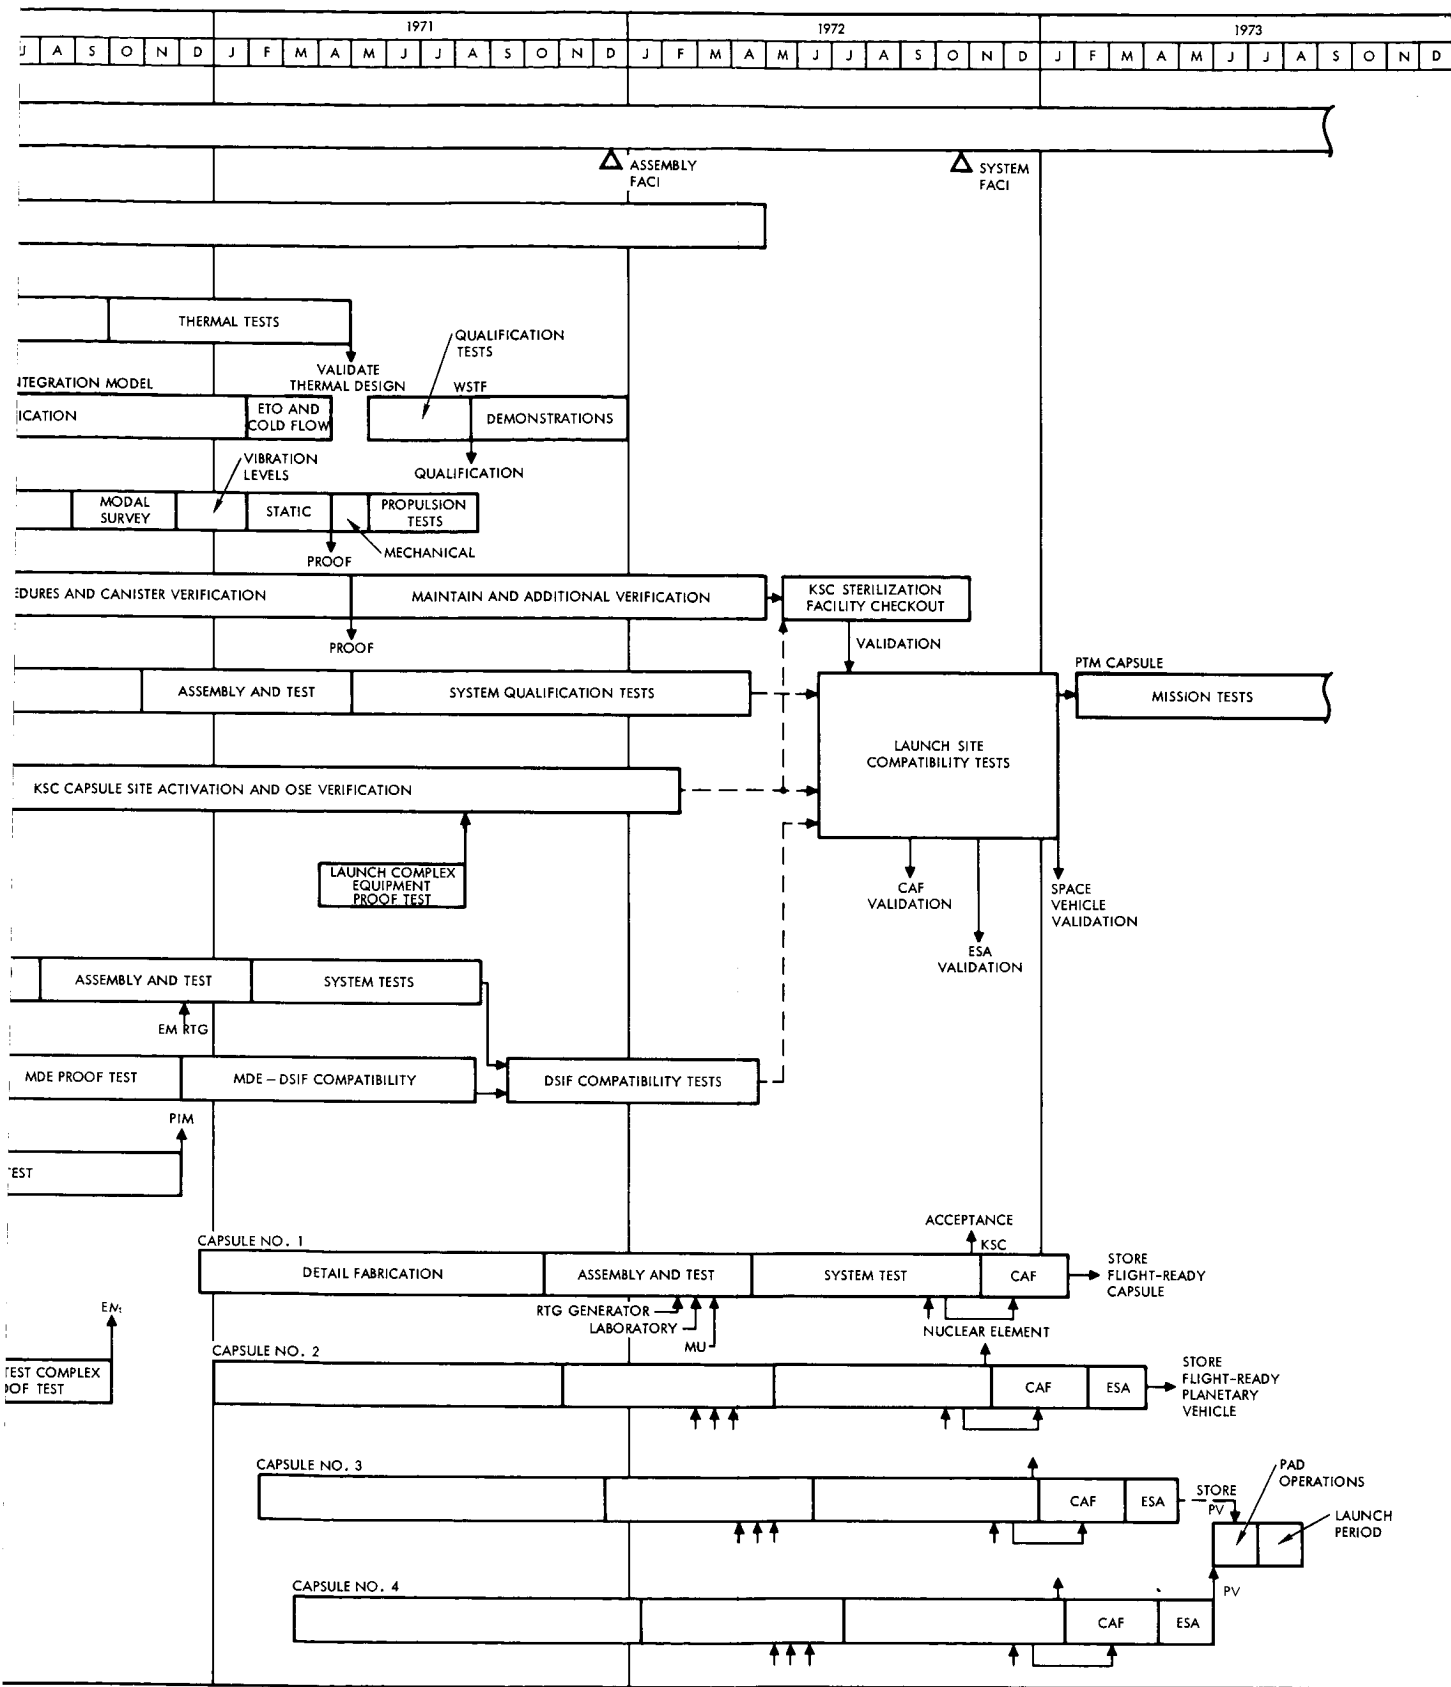 1971 1972 1973
J A S O N D J F M A M J J A S O N D J F M A M J J A S O N D J F M A M J J A S O N D
ASSEMBLY
FACI
SYSTEM
FACI
THERMAL TESTS
QUALIFICATION
TESTS
VALIDATE
THERMAL DESIGN
NTEGRATION MODEL
WSTF
ICATION
ETO AND
COLD FLOW
DEMONSTRATIONS
QUALIFICATION
VIBRATION
LEVELS
MODAL
SURVEY
STATIC
PROPULSION
TESTS
MECHANICAL
PROOF
EDURES AND CANISTER VERIFICATION
MAINTAIN AND ADDITIONAL VERIFICATION
KSC STERILIZATION
FACILITY CHECKOUT
PROOF
VALIDATION
PTM CAPSULE
ASSEMBLY AND TEST
SYSTEM QUALIFICATION TESTS
MISSION TESTS
LAUNCH SITE
COMPATIBILITY TESTS
KSC CAPSULE SITE ACTIVATION AND OSE VERIFICATION
LAUNCH COMPLEX
EQUIPMENT
PROOF TEST
CAF
VALIDATION
SPACE
VEHICLE
VALIDATION
ESA
VALIDATION
ASSEMBLY AND TEST
SYSTEM TESTS
EM RTG
MDE PROOF TEST
MDE – DSIF COMPATIBILITY
DSIF COMPATIBILITY TESTS
PIM
TEST
ACCEPTANCE
KSC
CAPSULE NO. 1
DETAIL FABRICATION
ASSEMBLY AND TEST
SYSTEM TEST
CAF
STORE
FLIGHT-READY
CAPSULE
RTG GENERATOR
LABORATORY
MU
NUCLEAR ELEMENT
CAPSULE NO. 2
TEST COMPLEX
OOF TEST
CAF
ESA
STORE
FLIGHT-READY
PLANETARY
VEHICLE
CAPSULE NO. 3
CAF
ESA
STORE
PV
PAD
OPERATIONS
LAUNCH
PERIOD
CAPSULE NO. 4
CAF
ESA
PV